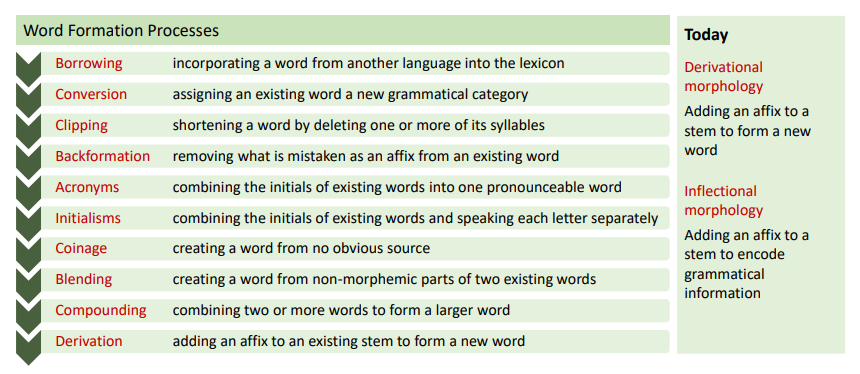 Word Formation Processes
Borrowing incorporating a word from another language into the lexicon
Conversion assigning an existing word a new grammatical category
Clipping shortening a word by deleting one or more of its syllables
Backformation removing what is mistaken as an affix from an existing word
Acronyms combining the initials of existing words into one pronounceable word
Initialisms combining the initials of existing words and speaking each letter separately
Coinage creating a word from no obvious source
Blending creating a word from non-morphemic parts of two existing words
Compounding combining two or more words to form a larger word
Derivation adding an affix to an existing stem to form a new word
Today
Derivational
morphology
Adding an affix to a
stem to form a new
word
Inflectional
morphology
Adding an affix to a
stem to encode
grammatical
information